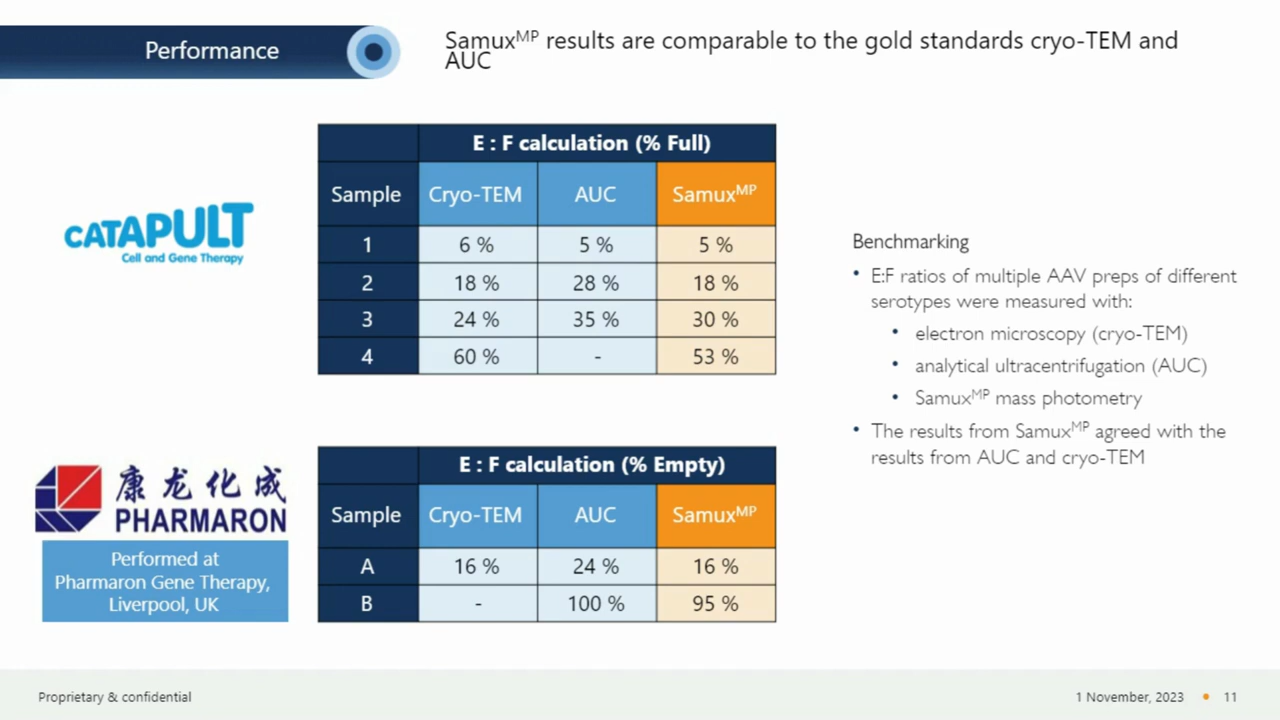 Performance
Samuxᴹᴾ results are comparable to the gold standards cryo-TEM and
AUC
CATAPULT
Cell and Gene Therapy
E : F calculation (% Full)
Sample Cryo-TEM AUC Samuxᴹᴾ
1 6 % 5 % 5 %
2 18 % 28 % 18 %
3 24 % 35 % 30 %
4 60 % - 53 %
康龙化成
PHARMARON
Performed at
Pharmaron Gene Therapy,
Liverpool, UK
E : F calculation (% Empty)
Sample Cryo-TEM AUC Samuxᴹᴾ
A 16 % 24 % 16 %
B - 100 % 95 %
Benchmarking
• E:F ratios of multiple AAV preps of different
serotypes were measured with:
• electron microscopy (cryo-TEM)
• analytical ultracentrifugation (AUC)
• Samuxᴹᴾ mass photometry
• The results from Samuxᴹᴾ agreed with the
results from AUC and cryo-TEM
Proprietary & confidential
1 November, 2023 • 11